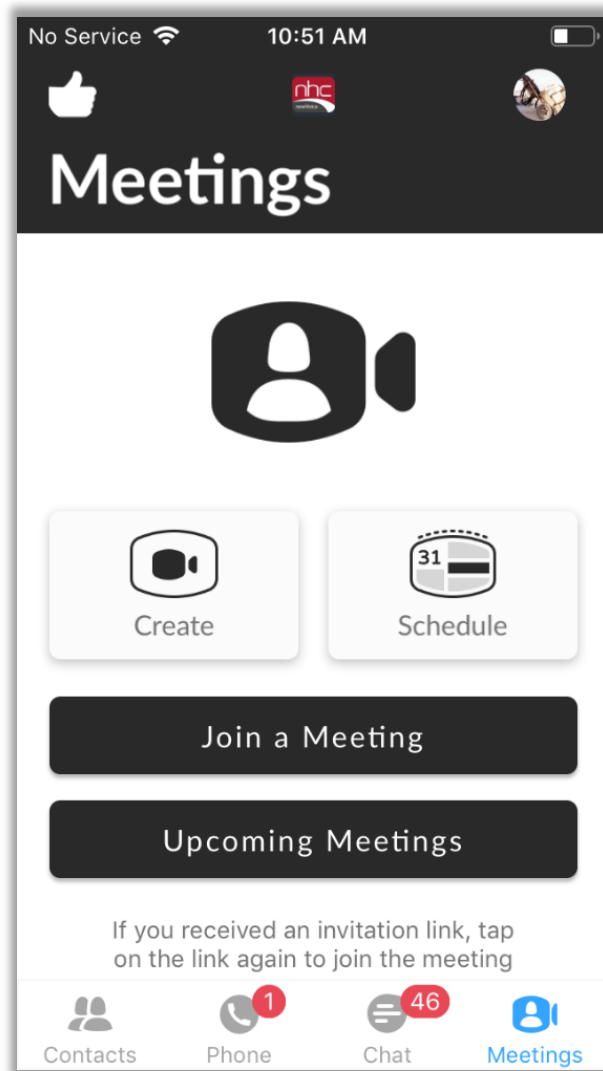 No Service 10:51 AM
nhc
Meetings
31
Create Schedule
Join a Meeting
Upcoming Meetings
If you received an invitation link, tap
on the link again to join the meeting
1 46
Contacts Phone Chat Meetings